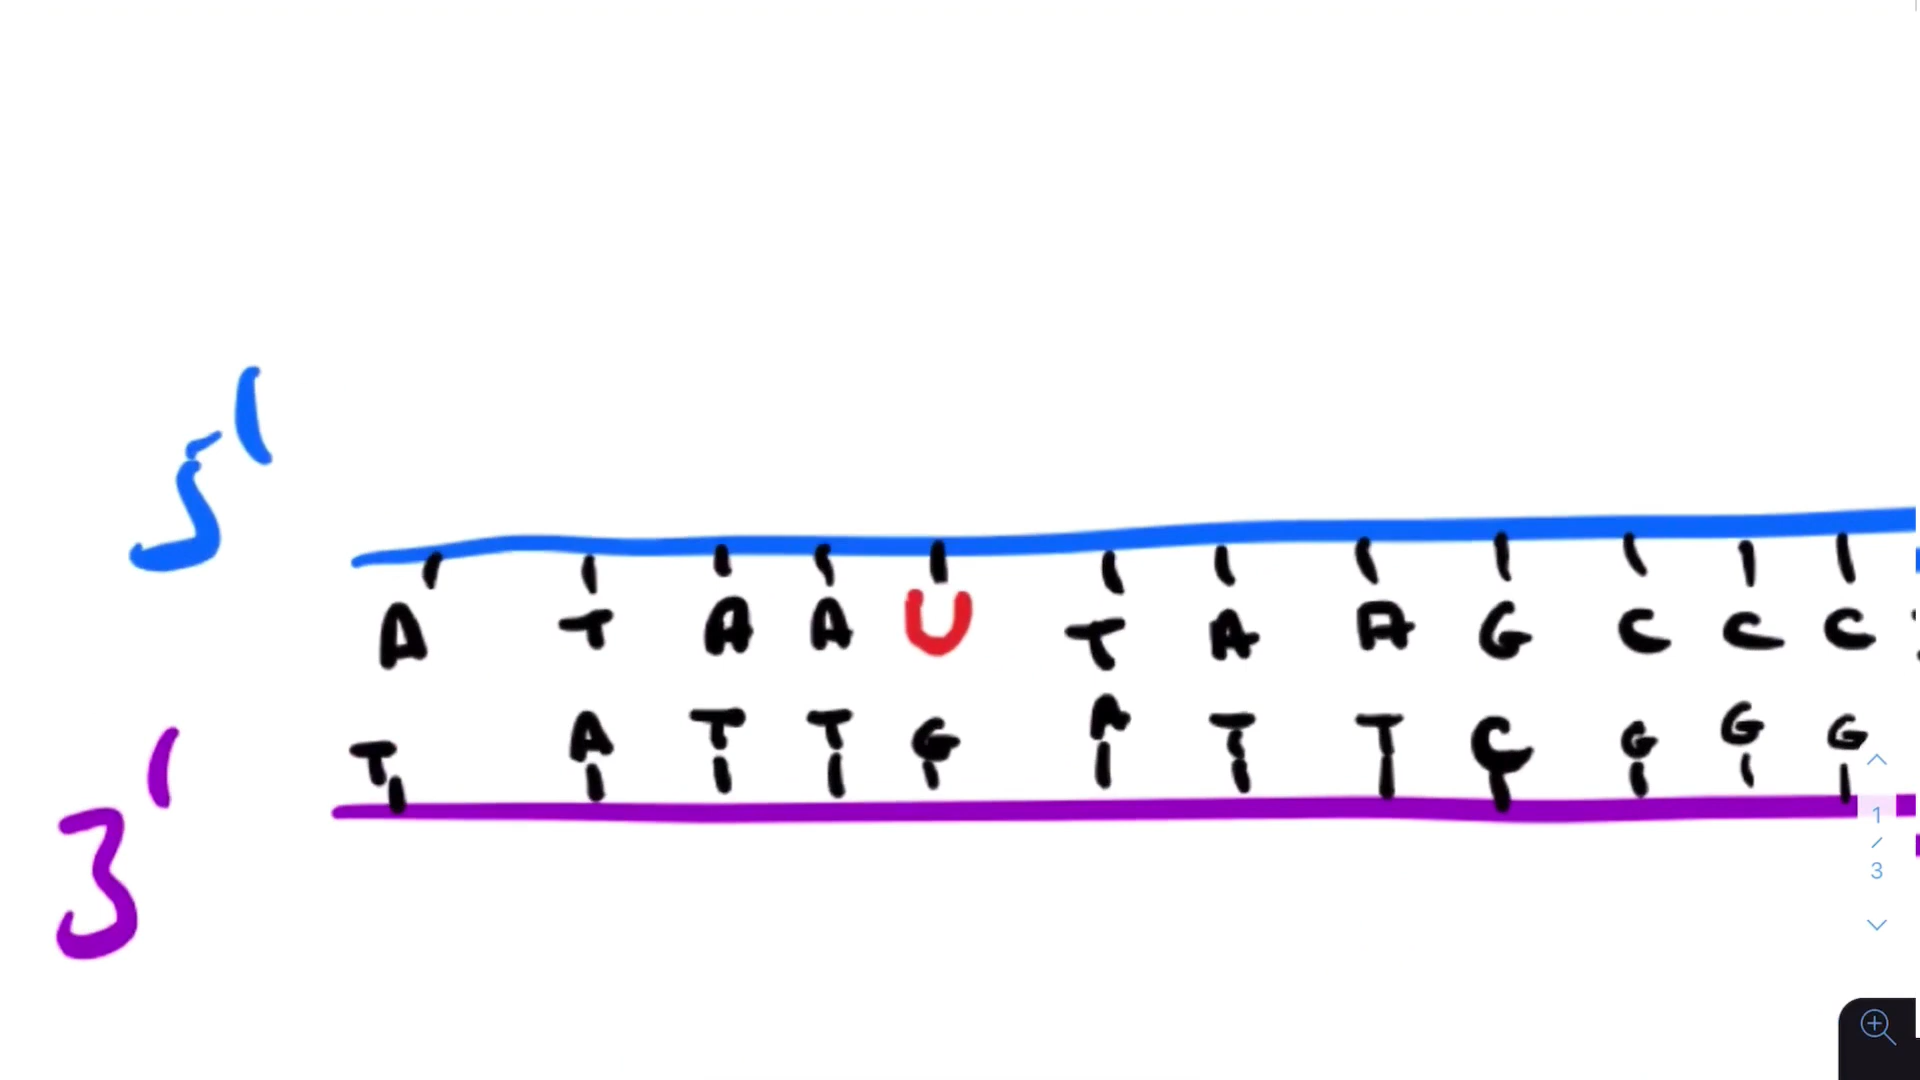 5'
A T A A U T A A G C C C
T A T T G A T T C G G G
3'
1
/
3